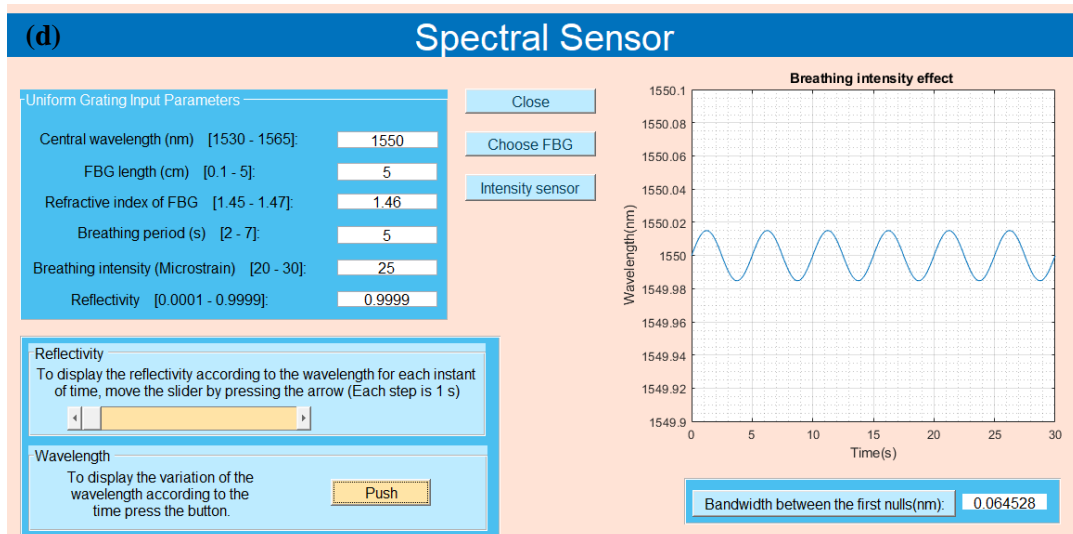 (d)
Spectral Sensor
Uniform Grating Input Parameters
Central wavelength (nm) [1530 - 1565]: 1550
FBG length (cm) [0.1 - 5]: 5
Refractive index of FBG [1.45 - 1.47]: 1.46
Breathing period (s) [2 - 7]: 5
Breathing intensity (Microstrain) [20 - 30]: 25
Reflectivity [0.0001 - 0.9999]: 0.9999
Close
Choose FBG
Intensity sensor
Reflectivity
To display the reflectivity according to the wavelength for each instant
of time, move the slider by pressing the arrow (Each step is 1 s)
Wavelength
To display the variation of the
wavelength according to the
time press the button.
Push
Breathing intensity effect
Wavelength(nm)
1550.1
1550.08
1550.06
1550.04
1550.02
1550
1549.98
1549.96
1549.94
1549.92
1549.9
0 5 10 15 20 25 30
Time(s)
Bandwidth between the first nulls(nm): 0.064528